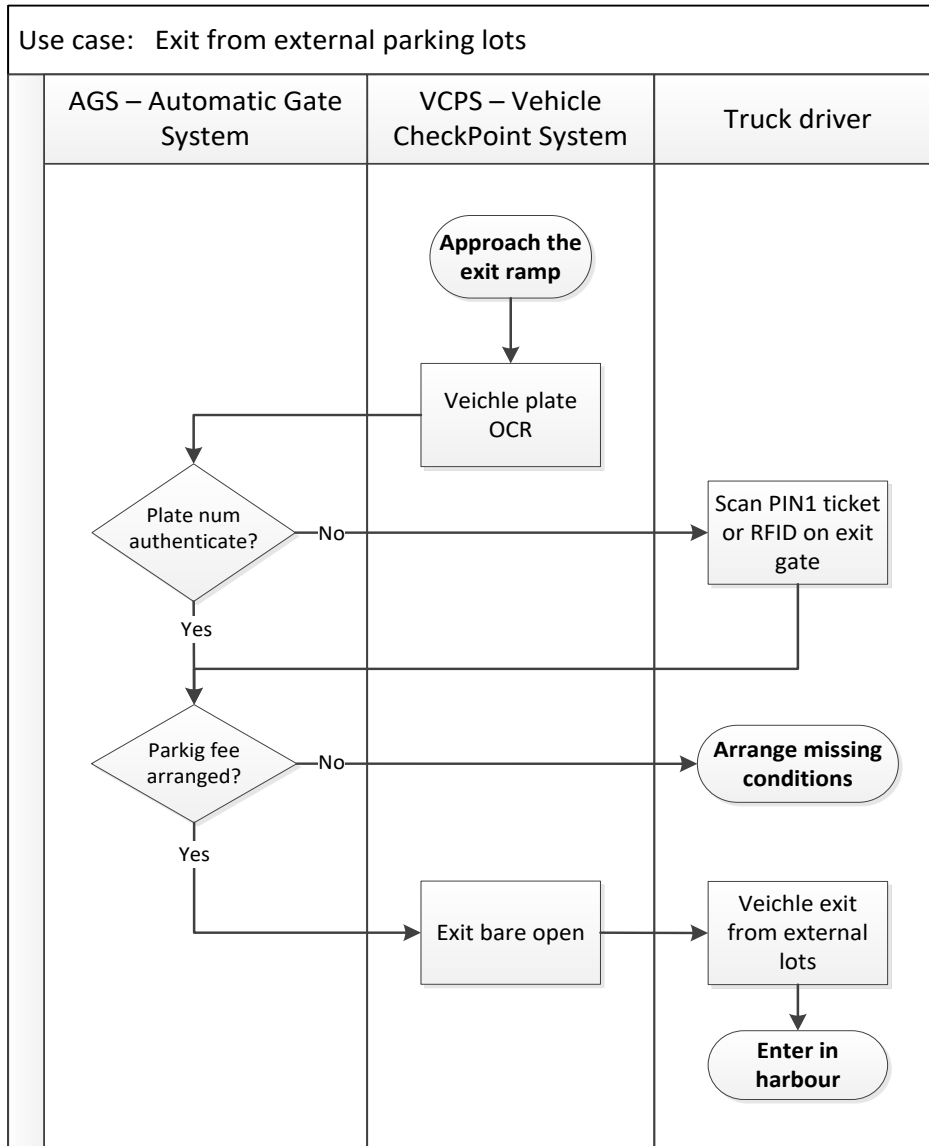 Use case:   Exit from external parking lots
AGS – Automatic Gate
System
VCPS – Vehicle
CheckPoint System
Truck driver
Approach the
exit ramp
Veichle plate
OCR
Plate num
authenticate?
No
Scan PIN1 ticket
or RFID on exit
gate
Yes
Parkig fee
arranged?
No
Arrange missing
conditions
Yes
Exit bare open
Veichle exit
from external
lots
Enter in
harbour